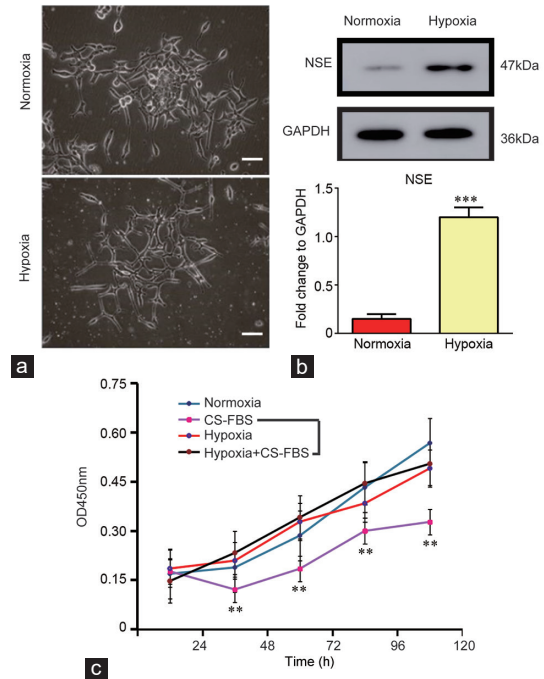 Normoxia
Hypoxia
a
Normoxia Hypoxia
NSE 47kDa
GAPDH 36kDa
NSE
Fold change to GAPDH
1.5
1.0
0.5
0
***
Normoxia Hypoxia
b
0.75
0.60
0.45
0.30
0.15
0
OD450nm
Normoxia
CS-FBS
Hypoxia
Hypoxia+CS-FBS
** ** ** **
24 48 72 96 120
Time (h)
c